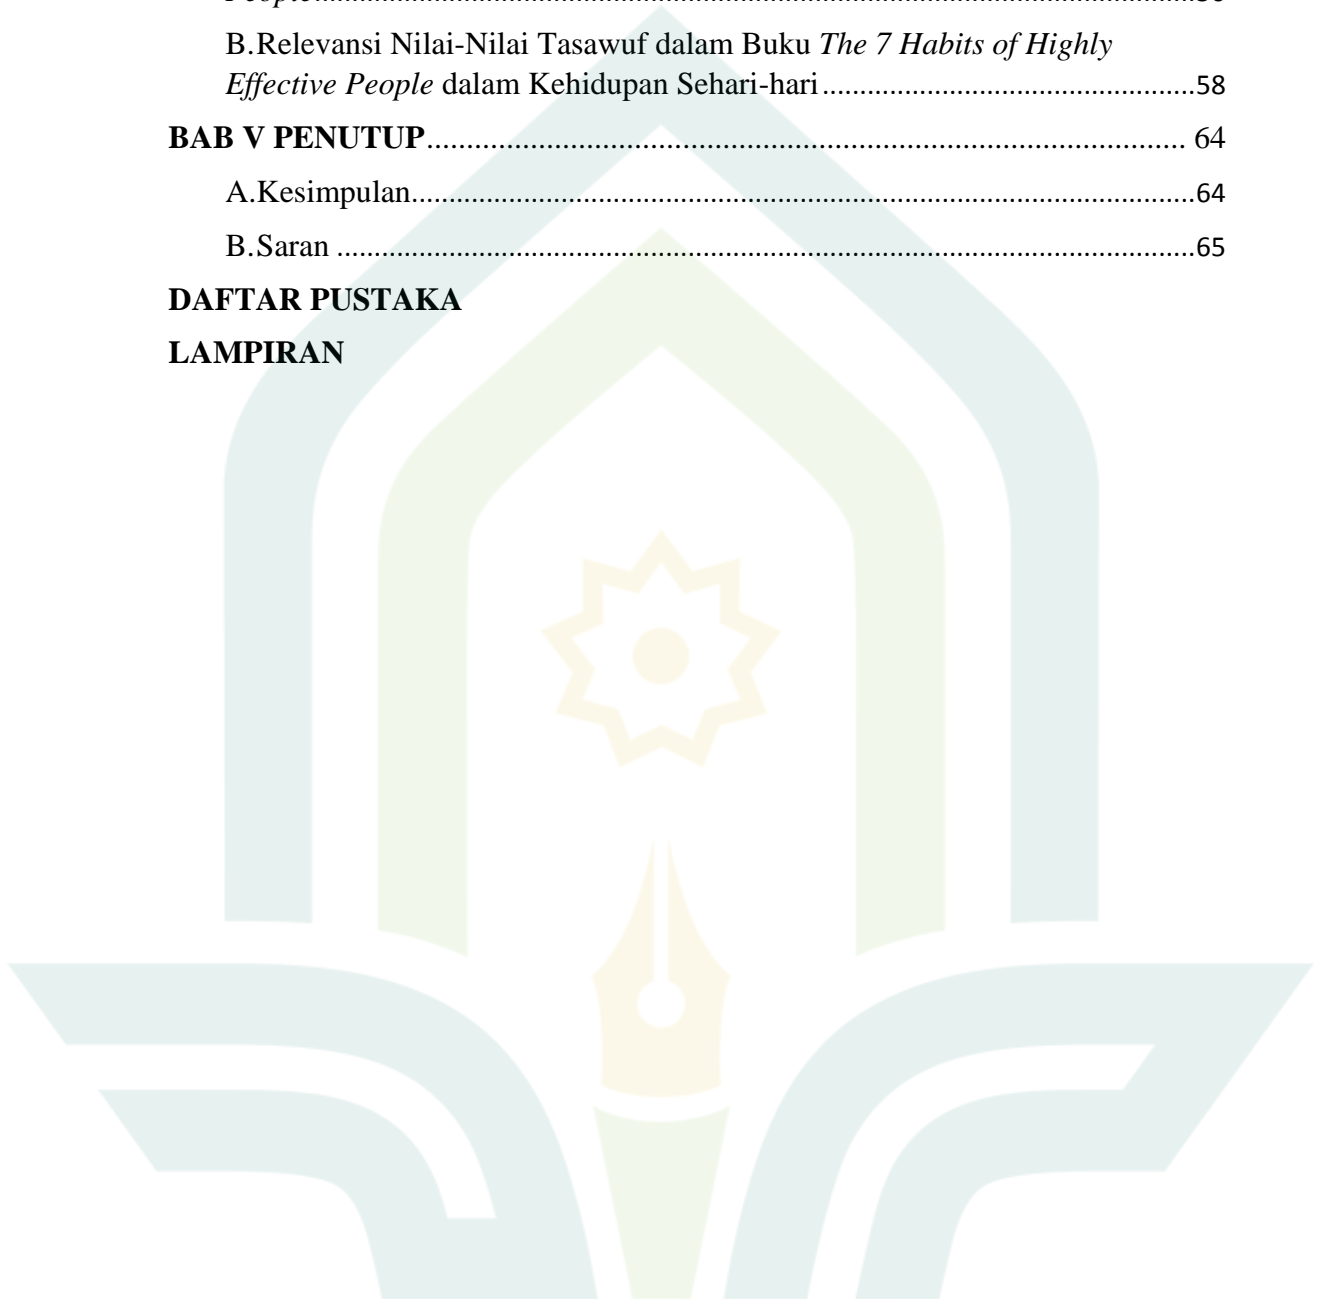 B.Relevansi Nilai-Nilai Tasawuf dalam Buku The 7 Habits of Highly
Effective People dalam Kehidupan Sehari-hari................................................58
BAB V PENUTUP.................................................................................................... 64
A.Kesimpulan........................................................................................................64
B.Saran ..................................................................................................................65
DAFTAR PUSTAKA
LAMPIRAN